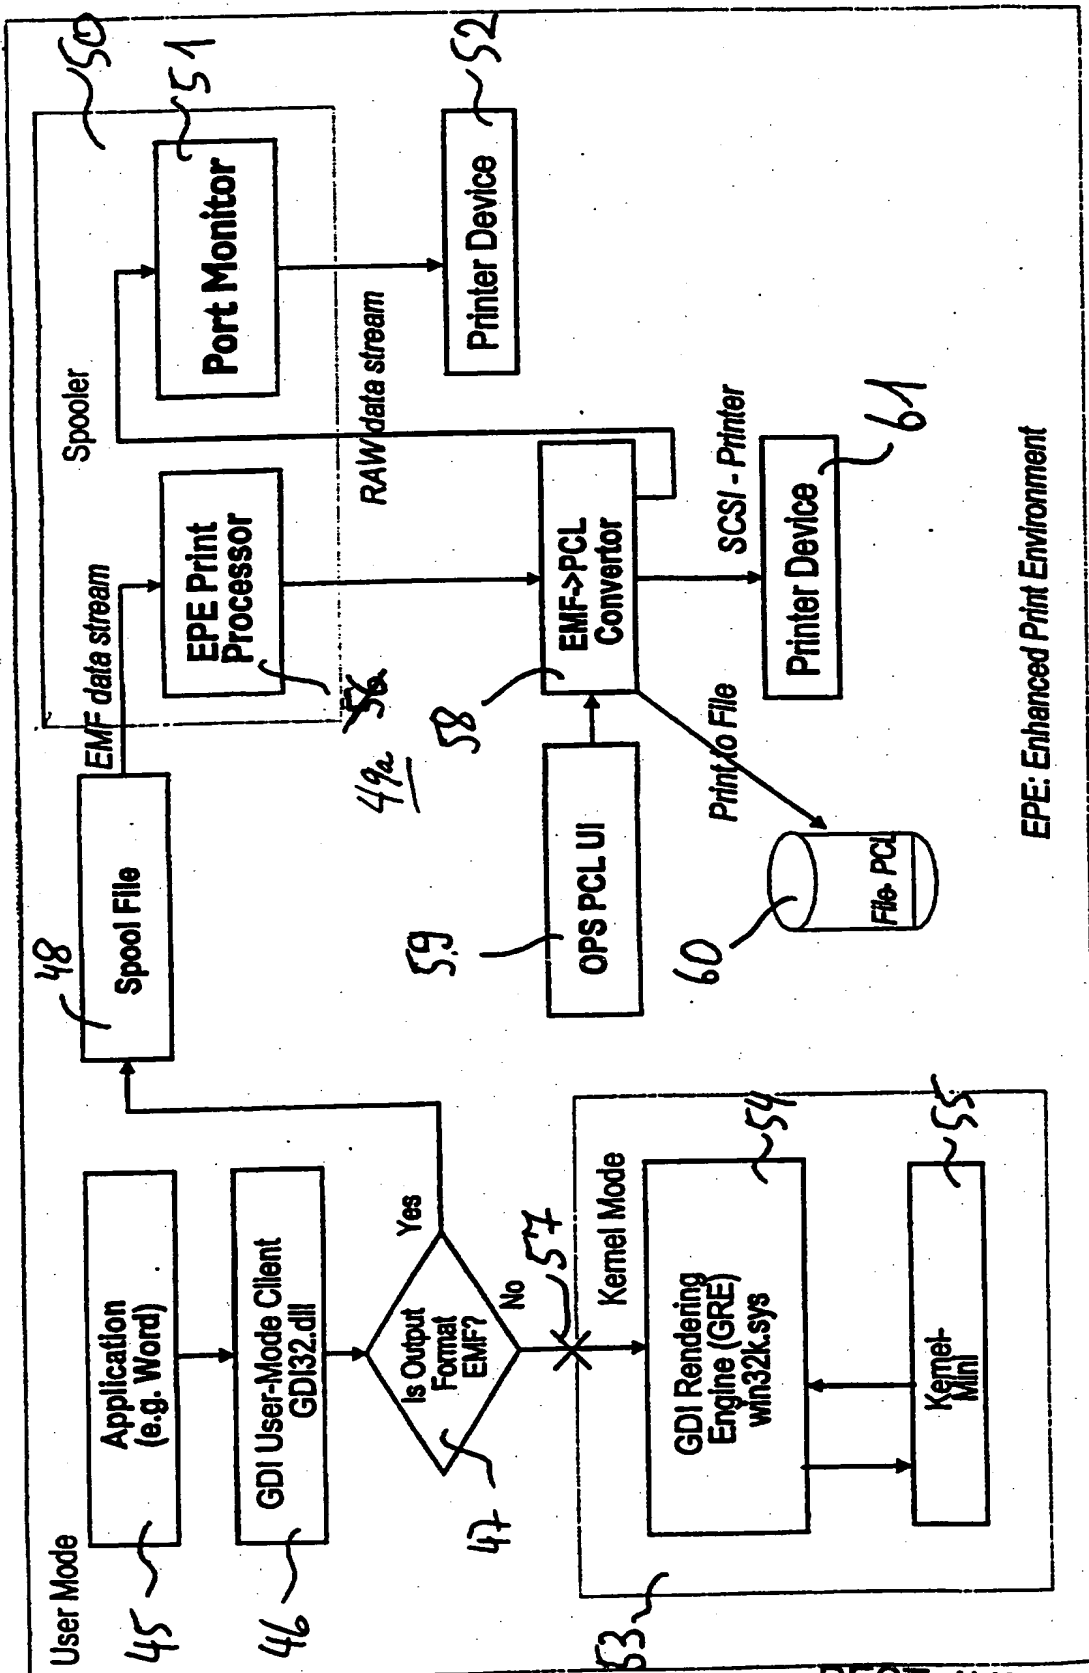 User Mode
45
Application
(e.g. Word)
46
GDI User-Mode Client
GDI32.dll
47
Is Output
Format
EMF?
Yes
No
57
53
Kernel Mode
GDI Rendering
Engine (GRE)
win32k.sys
54
Kernel-
Mini
55
48
Spool File
EMF data stream
Spooler
50
EPE Print
Processor
56
49a
Port Monitor
51
RAW data stream
Printer Device
52
59
OPS PCL UI
58
EMF->PCL
Convertor
Print to File
60
File-PCL
SCSI - Printer
Printer Device
61
EPE: Enhanced Print Environment